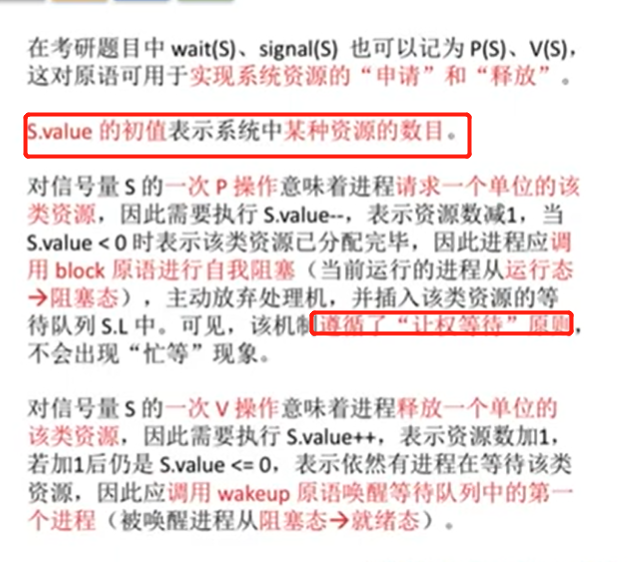 在考研题目中 wait(S)、signal(S) 也可以记为 P(S)、V(S)，
这对原语可用于实现系统资源的“申请”和“释放”。
S.value 的初值表示系统中某种资源的数目。
对信号量 S 的一次 P 操作意味着进程请求一个单位的该
类资源，因此需要执行 S.value--，表示资源数减1，当
S.value < 0 时表示该类资源已分配完毕，因此进程应调
用 block 原语进行自我阻塞（当前运行的进程从运行态
→阻塞态），主动放弃处理机，并插入该类资源的等
待队列 S.L 中。可见，该机制遵循了“让权等待”原则，
不会出现“忙等”现象。
对信号量 S 的一次 V 操作意味着进程释放一个单位的
该类资源，因此需要执行 S.value++，表示资源数加1，
若加1后仍是 S.value <= 0，表示依然有进程在等待该类
资源，因此应调用 wakeup 原语唤醒等待队列中的第一
个进程（被唤醒进程从阻塞态→就绪态）。